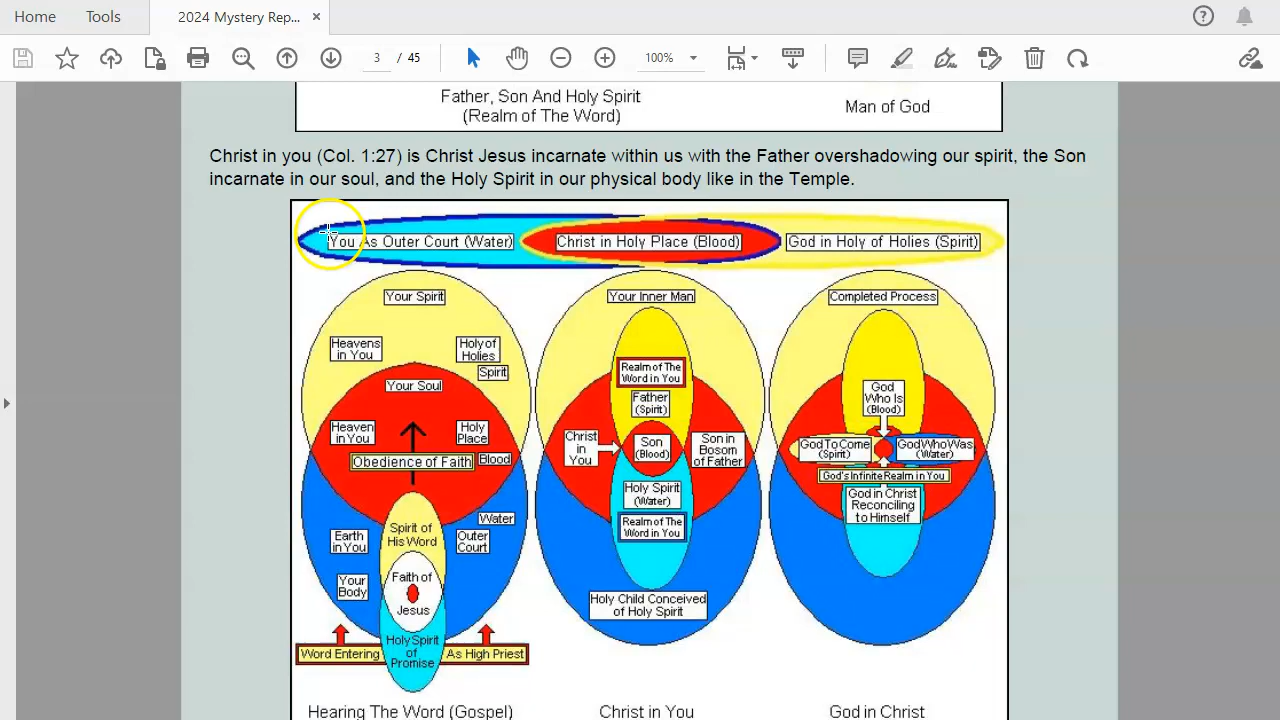 Home
Tools
2024 Mystery Rep...
3 / 45
100%
Father, Son And Holy Spirit
(Realm of The Word)
Man of God
Christ in you (Col. 1:27) is Christ Jesus incarnate within us with the Father overshadowing our spirit, the Son
incarnate in our soul, and the Holy Spirit in our physical body like in the Temple.
You As Outer Court (Water)
Christ in Holy Place (Blood)
God in Holy of Holies (Spirit)
Your Spirit
Heavens
in You
Holy of
Holies
Spirit
Your Soul
Heaven
in You
Holy
Place
Obedience of Faith
Blood
Spirit of
His Word
Water
Earth
in You
Outer
Court
Your
Body
Faith of
Jesus
Holy Spirit
of
Promise
Word Entering
As High Priest
Hearing The Word (Gospel)
Your Inner Man
Realm of The
Word in You
Father
(Spirit)
Christ
in
You
Son
(Blood)
Son in
Bosom
of Father
Holy Spirit
(Water)
Realm of The
Word in You
Holy Child Conceived
of Holy Spirit
Christ in You
Completed Process
God
Who Is
(Blood)
God To Come
(Spirit)
God Who Was
(Water)
God's Infinite Realm in You
God in Christ
Reconciling
to Himself
God in Christ